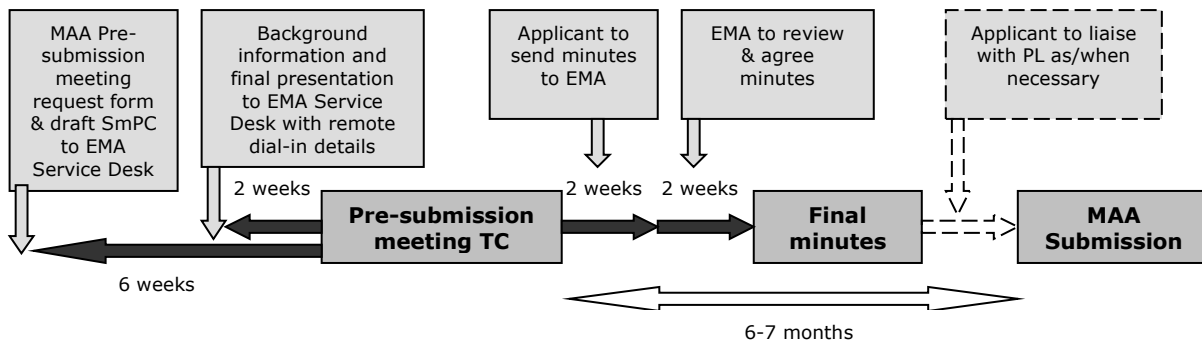 MAA Pre-
submission
meeting
request form
& draft SmPC
to EMA
Service Desk
Background
information and
final presentation
to EMA Service
Desk with remote
dial-in details
Applicant to
send minutes
to EMA
EMA to review
& agree
minutes
Applicant to liaise
with PL as/when
necessary
2 weeks
2 weeks
2 weeks
Pre-submission
meeting TC
Final
minutes
MAA
Submission
6 weeks
6-7 months